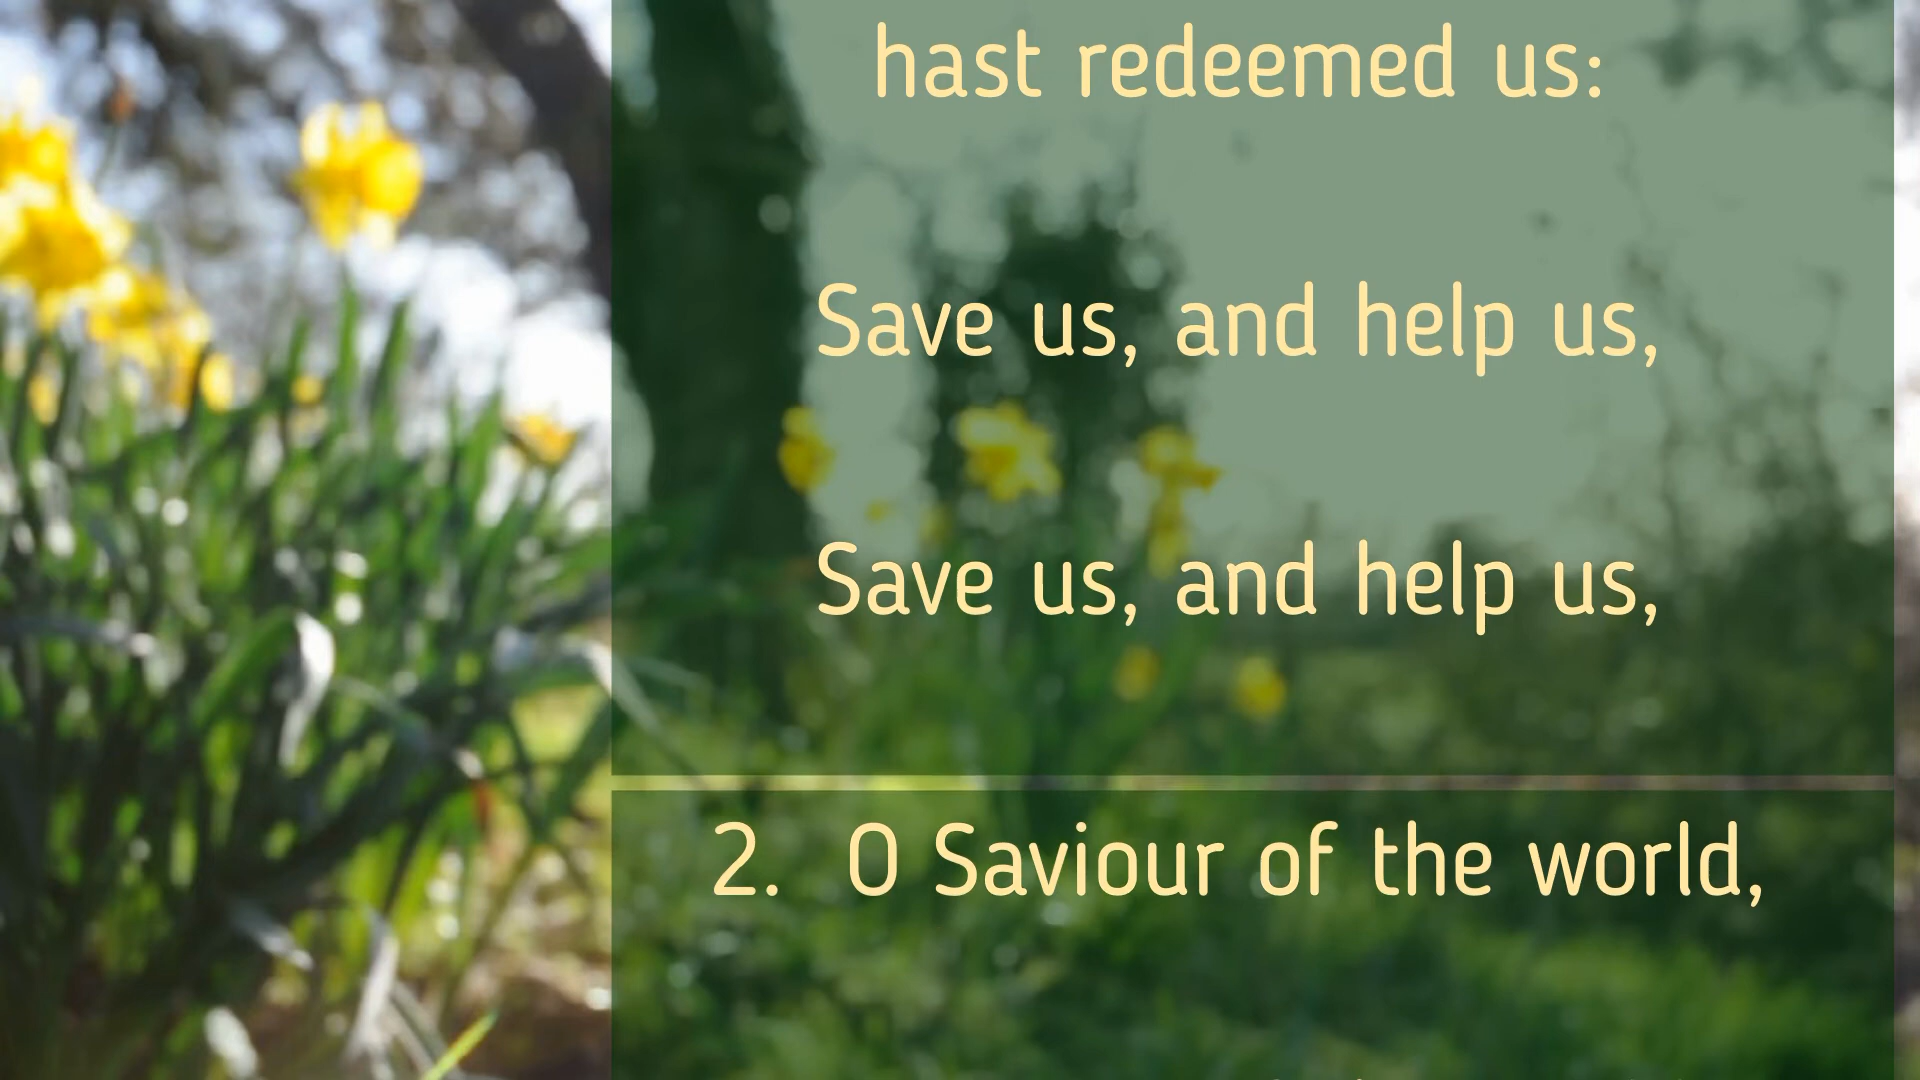 hast redeemed us:
Save us, and help us,
Save us, and help us,
2. O Saviour of the world,